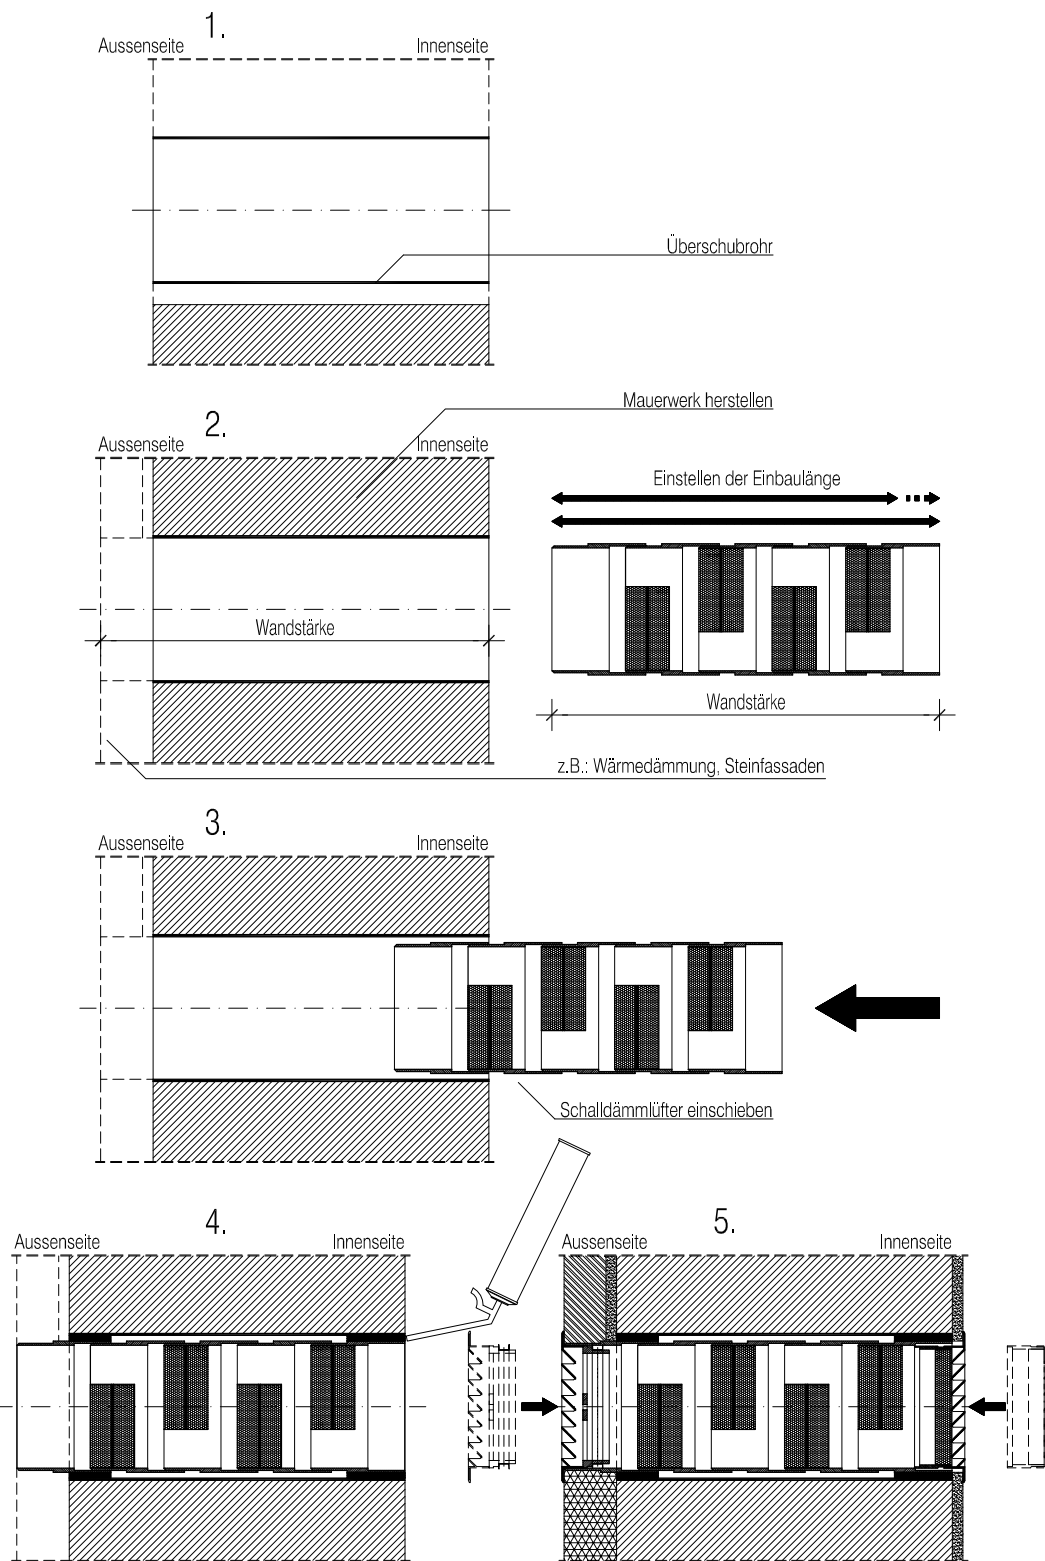 1.
Aussenseite
Innenseite
Überschubrohr
Mauerwerk herstellen
2.
Aussenseite
Innenseite
Einstellen der Einbaulänge
Wandstärke
Wandstärke
z.B.: Wärmedämmung, Steinfassaden
3.
Aussenseite
Innenseite
Schalldämmlüfter einschieben
4.
Aussenseite
Innenseite
5.
Aussenseite
Innenseite